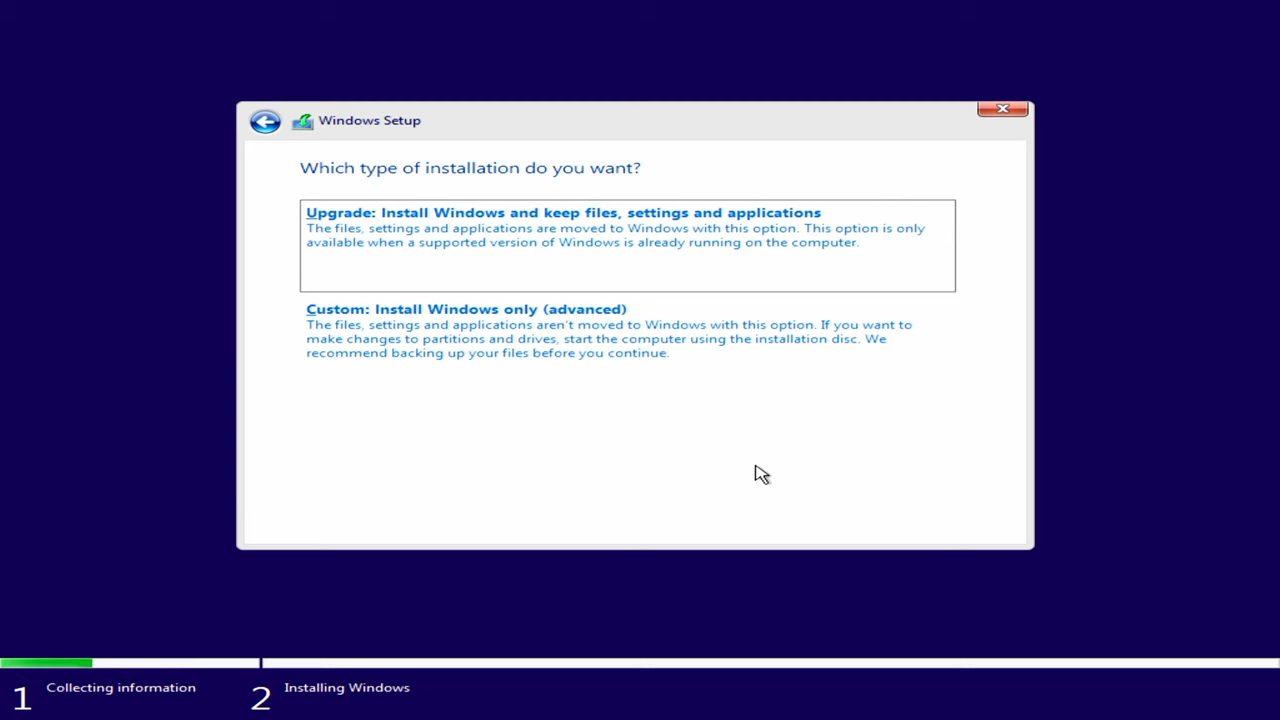 Windows Setup
Which type of installation do you want?
Upgrade: Install Windows and keep files, settings and applications
The files, settings and applications are moved to Windows with this option. This option is only
available when a supported version of Windows is already running on the computer.
Custom: Install Windows only (advanced)
The files, settings and applications aren't moved to Windows with this option. If you want to
make changes to partitions and drives, start the computer using the installation disc. We
recommend backing up your files before you continue.
1 Collecting information 2 Installing Windows